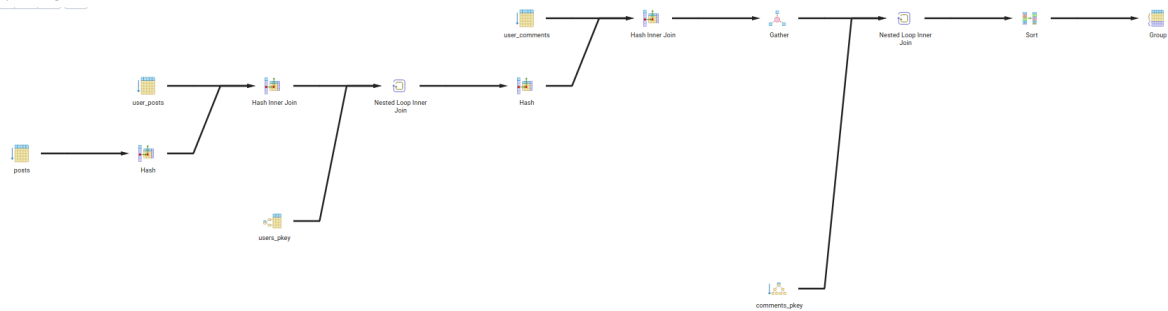 user_comments
Hash Inner Join
Gather
Nested Loop Inner
Join
Sort
Group
user_posts
Hash Inner Join
Nested Loop Inner
Join
Hash
posts
Hash
users_pkey
comments_pkey